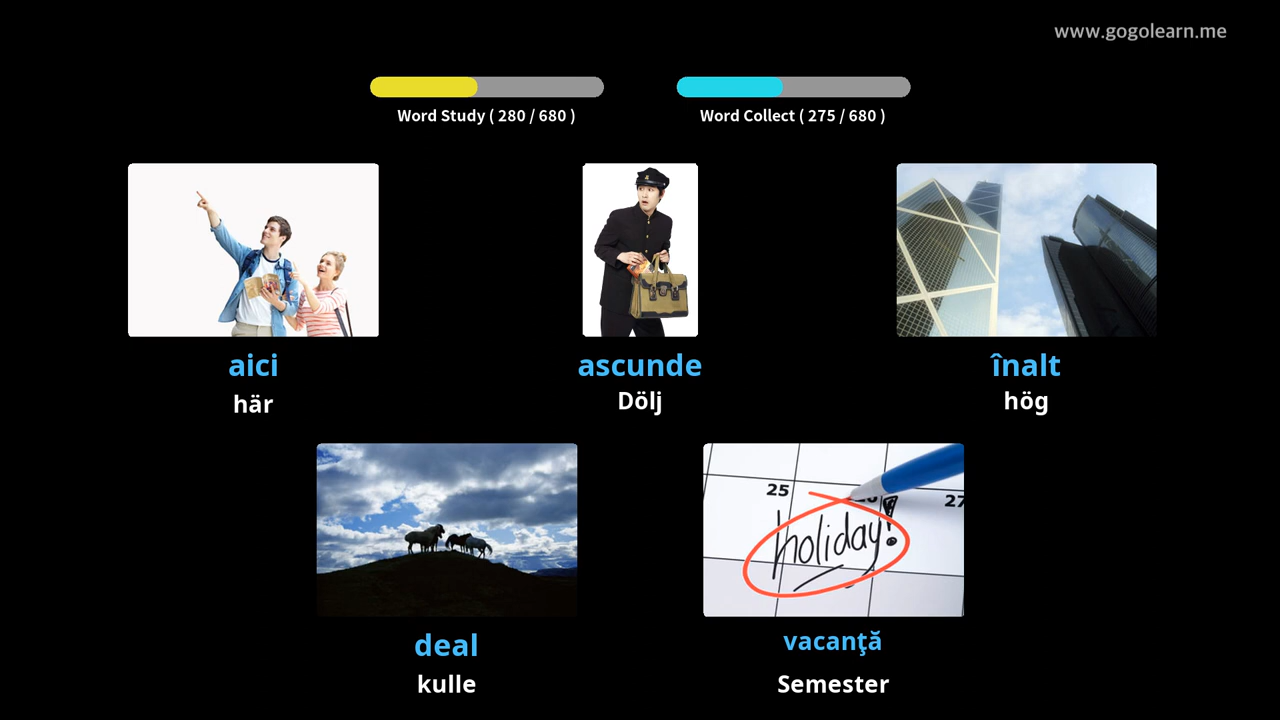 www.gogolearn.me
Word Study ( 280 / 680 )
Word Collect ( 275 / 680 )
aici
här
ascunde
Dölj
înalt
hög
deal
kulle
25
27
holiday!
vacanţă
Semester